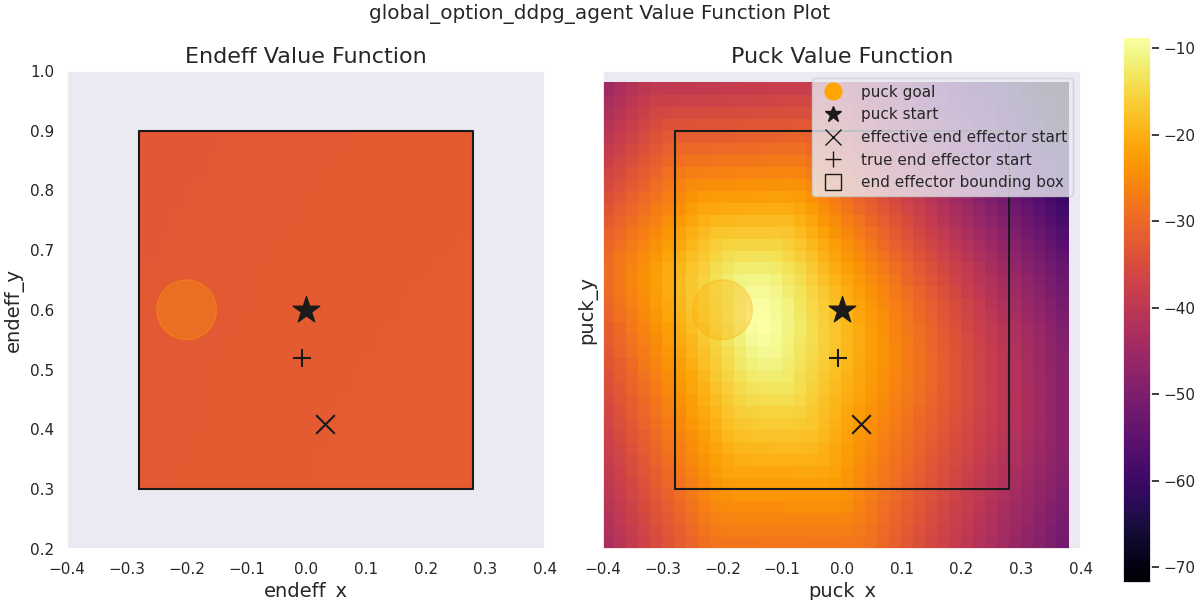 global_option_ddpg_agent Value Function Plot
Endeff Value Function
Puck Value Function
1.0
0.9
0.8
0.7
0.6
0.5
0.4
0.3
0.2
endeff_y
−0.4
−0.3
−0.2
−0.1
0.0
0.1
0.2
0.3
0.4
endeff_x
puck goal
puck start
effective end effector start
true end effector start
end effector bounding box
puck_y
−0.4
−0.3
−0.2
−0.1
0.0
0.1
0.2
0.3
0.4
puck_x
−10
−20
−30
−40
−50
−60
−70